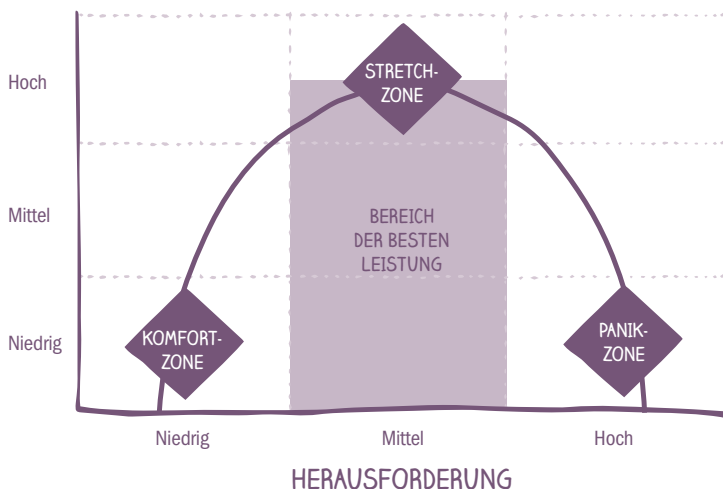 Hoch
STRETCH-
ZONE
Mittel
BEREICH
DER BESTEN
LEISTUNG
Niedrig
KOMFORT-
ZONE
PANIK-
ZONE
Niedrig
Mittel
Hoch
HERAUSFORDERUNG